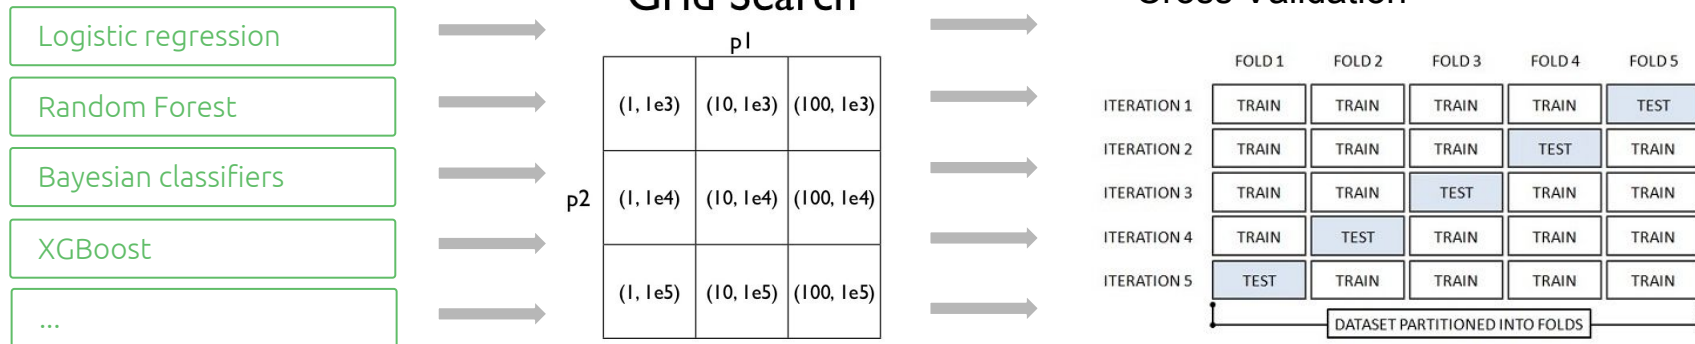 Grid Search
Cross-Validation
Logistic regression
Random Forest
Bayesian classifiers
XGBoost
...
p1
p2
(1, 1e3) (10, 1e3) (100, 1e3)
(1, 1e4) (10, 1e4) (100, 1e4)
(1, 1e5) (10, 1e5) (100, 1e5)
FOLD 1 FOLD 2 FOLD 3 FOLD 4 FOLD 5
ITERATION 1 TRAIN TRAIN TRAIN TRAIN TEST
ITERATION 2 TRAIN TRAIN TRAIN TEST TRAIN
ITERATION 3 TRAIN TRAIN TEST TRAIN TRAIN
ITERATION 4 TRAIN TEST TRAIN TRAIN TRAIN
ITERATION 5 TEST TRAIN TRAIN TRAIN TRAIN
DATASET PARTITIONED INTO FOLDS